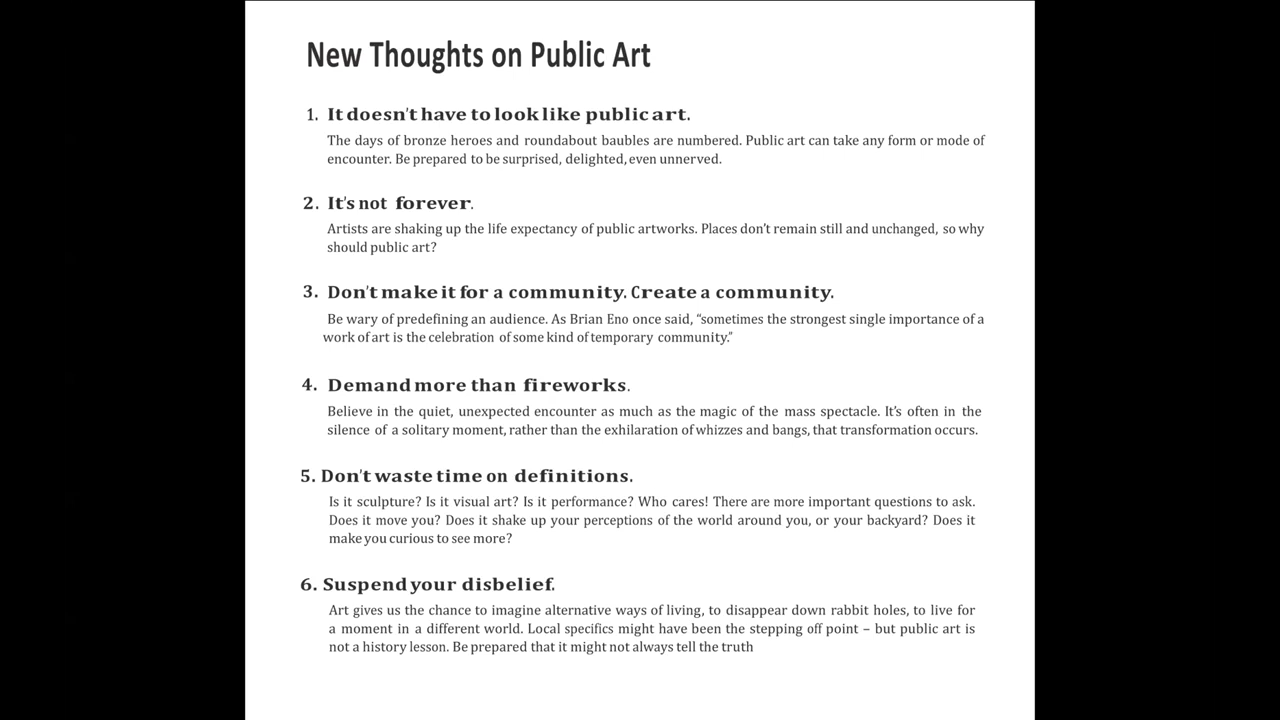 New Thoughts on Public Art
1. It doesn't have to look like public art.
The days of bronze heroes and roundabout baubles are numbered. Public art can take any form or mode of
encounter. Be prepared to be surprised, delighted, even unnerved.
2. It's not forever.
Artists are shaking up the life expectancy of public artworks. Places don't remain still and unchanged, so why
should public art?
3. Don't make it for a community. Create a community.
Be wary of predefining an audience. As Brian Eno once said, “sometimes the strongest single importance of a
work of art is the celebration of some kind of temporary community.”
4. Demand more than fireworks.
Believe in the quiet, unexpected encounter as much as the magic of the mass spectacle. It's often in the
silence of a solitary moment, rather than the exhilaration of whizzes and bangs, that transformation occurs.
5. Don't waste time on definitions.
Is it sculpture? Is it visual art? Is it performance? Who cares! There are more important questions to ask.
Does it move you? Does it shake up your perceptions of the world around you, or your backyard? Does it
make you curious to see more?
6. Suspend your disbelief.
Art gives us the chance to imagine alternative ways of living, to disappear down rabbit holes, to live for
a moment in a different world. Local specifics might have been the stepping off point – but public art is
not a history lesson. Be prepared that it might not always tell the truth